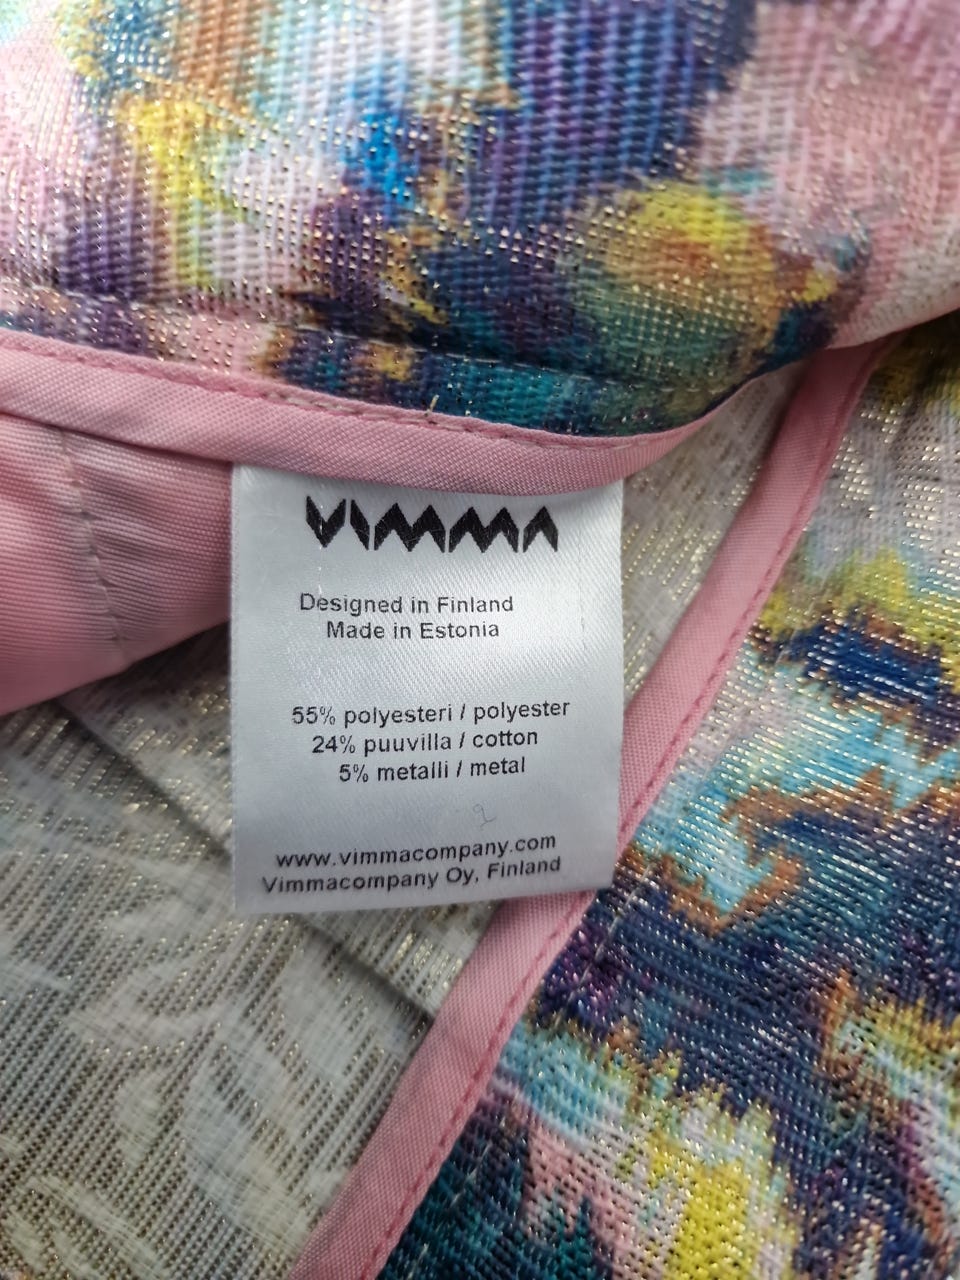 VIMMA
Designed in Finland
Made in Estonia
55% polyesteri / polyester
24% puuvilla / cotton
5% metalli / metal
www.vimmacompany.com
Vimmacompany Oy, Finland